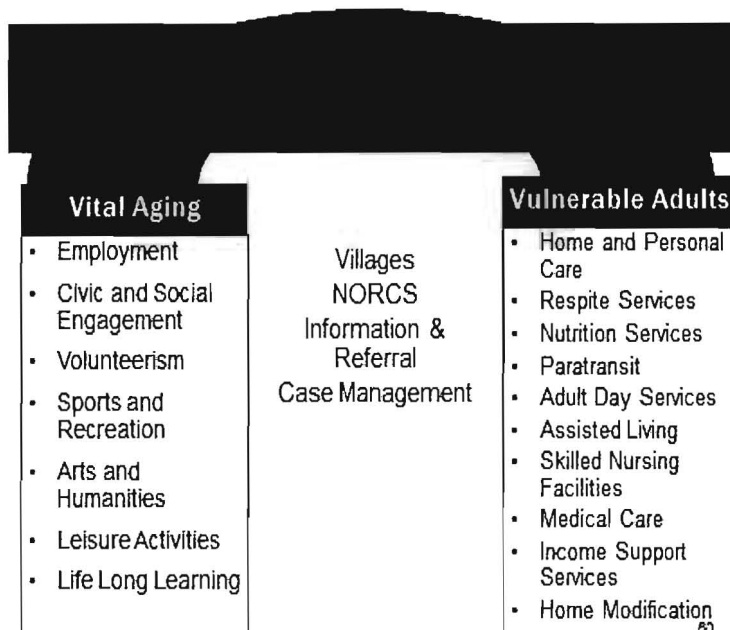 Vital Aging
• Employment
• Civic and Social
Engagement
• Volunteerism
• Sports and
Recreation
• Arts and
Humanities
• Leisure Activities
• Life Long Learning
Villages
NORCS
Information &
Referral
Case Management
Vulnerable Adults
• Home and Personal
Care
• Respite Services
• Nutrition Services
• Paratransit
• Adult Day Services
• Assisted Living
• Skilled Nursing
Facilities
• Medical Care
• Income Support
Services
• Home Modification